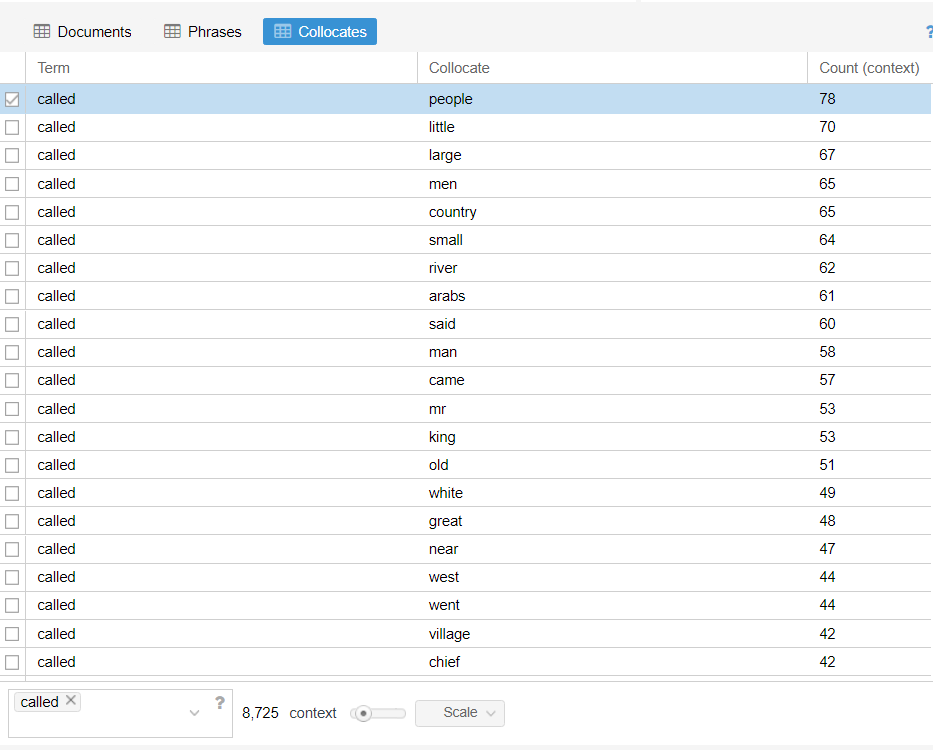 Documents Phrases Collocates ?
Term Collocate Count (context)
called people 78
called little 70
called large 67
called men 65
called country 65
called small 64
called river 62
called arabs 61
called said 60
called man 58
called came 57
called mr 53
called king 53
called old 51
called white 49
called great 48
called near 47
called west 44
called went 44
called village 42
called chief 42
called ? 8,725 context Scale